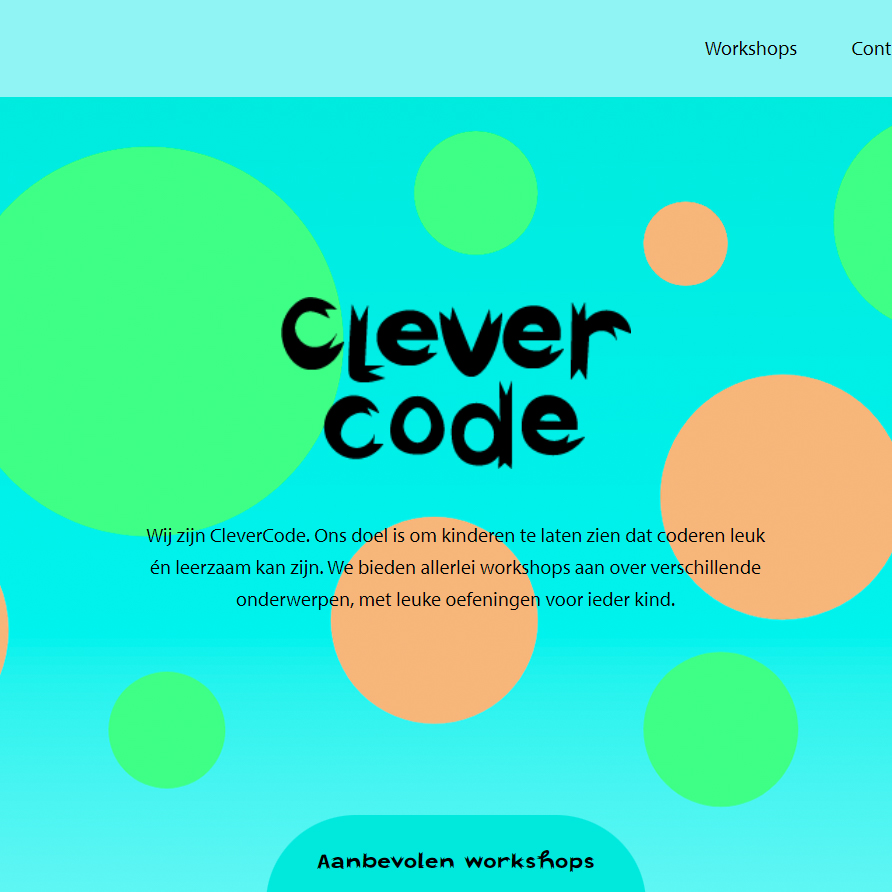 Workshops Cont
Clever
code
Wij zijn CleverCode. Ons doel is om kinderen te laten zien dat coderen leuk
én leerzaam kan zijn. We bieden allerlei workshops aan over verschillende
onderwerpen, met leuke oefeningen voor ieder kind.
Aanbevolen workshops